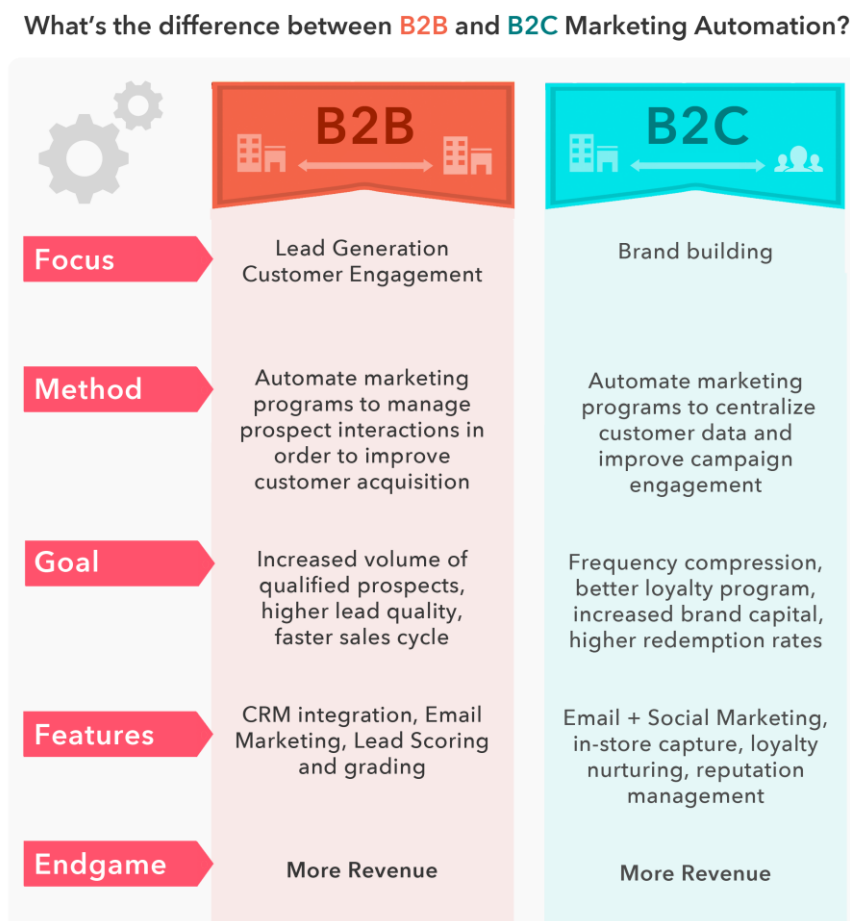 What's the difference between B2B and B2C Marketing Automation?
B2B
B2C
Focus
Lead Generation
Customer Engagement
Brand building
Method
Automate marketing
programs to manage
prospect interactions in
order to improve
customer acquisition
Automate marketing
programs to centralize
customer data and
improve campaign
engagement
Goal
Increased volume of
qualified prospects,
higher lead quality,
faster sales cycle
Frequency compression,
better loyalty program,
increased brand capital,
higher redemption rates
Features
CRM integration, Email
Marketing, Lead Scoring
and grading
Email + Social Marketing,
in-store capture, loyalty
nurturing, reputation
management
Endgame
More Revenue
More Revenue